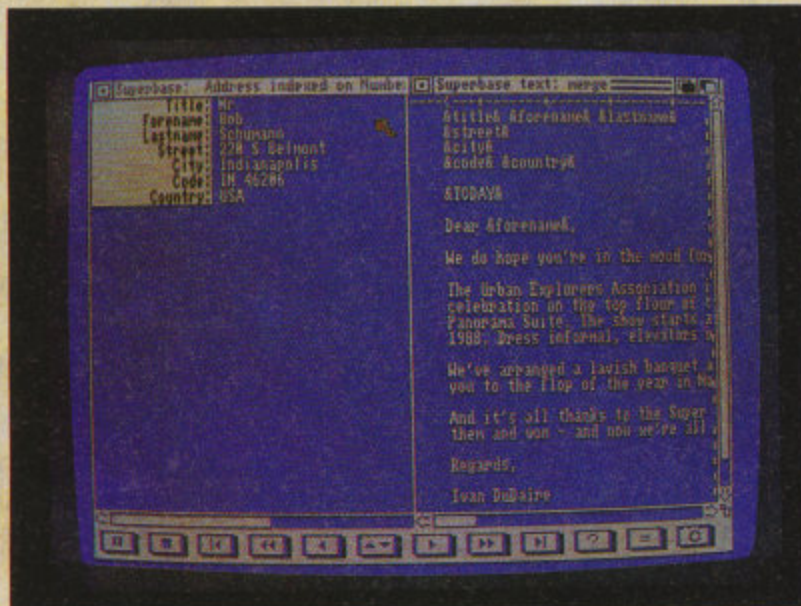 Superbase: Address indexed on Number
Title: Mr.
Forename: Bob
Lastname: Schumann
Street: 220 S Belmont
City: Indianapolis
Code: IN 46206
Country: USA
Superbase text: merge
&title& &forename& &lastname&
&street&
&city&
&code& &country&
&TODAY&
Dear &forename&,
We do hope you're in the mood for
The Urban Explorers Association i
celebration on the top floor of t
Panorama Suite. The show starts a
1988. Dress informal, elevators
We've arranged a lavish banquet a
you to the flop of the year in
And it's all thanks to the Super
them and won - and now we're all
Regards,
Ivan DeDaire